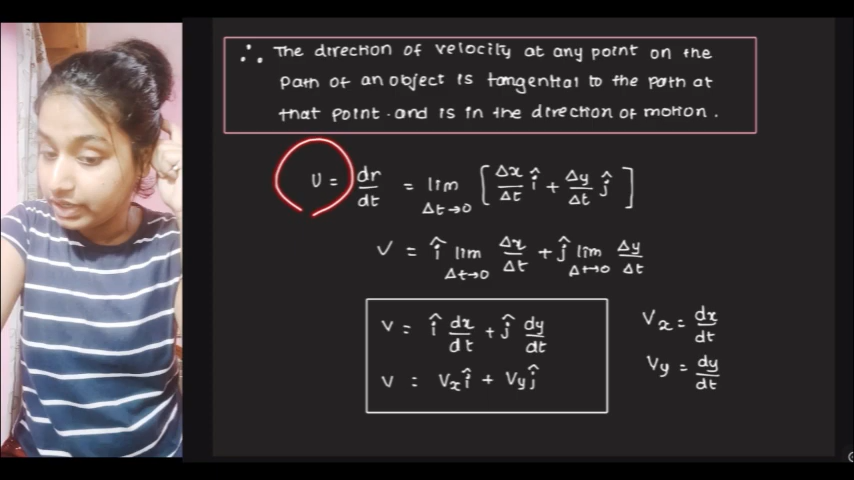 ∴ The direction of velocity at any point on the
path of an object is tangential to the path at
that point and is in the direction of motion.
v = dr/dt = lim Δt→0 [Δx/Δt î + Δy/Δt ĵ]
v = î lim Δt→0 Δx/Δt + ĵ lim Δt→0 Δy/Δt
v = î dx/dt + ĵ dy/dt
v = Vx î + Vy ĵ
Vx = dx/dt
Vy = dy/dt